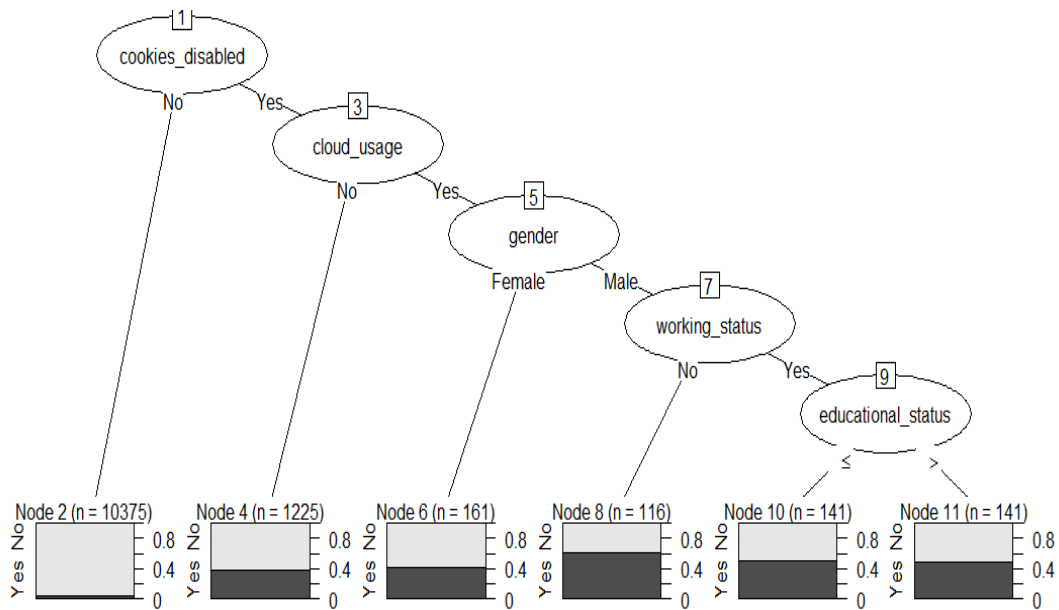 1
cookies_disabled
No
Yes
3
cloud_usage
No
Yes
5
gender
Female
Male
7
working_status
No
Yes
9
educational_status
≤
>
Node 2 (n = 10375)
Yes No
0.8
0.4
0
Node 4 (n = 1225)
Yes No
0.8
0.4
0
Node 6 (n = 161)
Yes No
0.8
0.4
0
Node 8 (n = 116)
Yes No
0.8
0.4
0
Node 10 (n = 141)
Yes No
0.8
0.4
0
Node 11 (n = 141)
Yes No
0.8
0.4
0